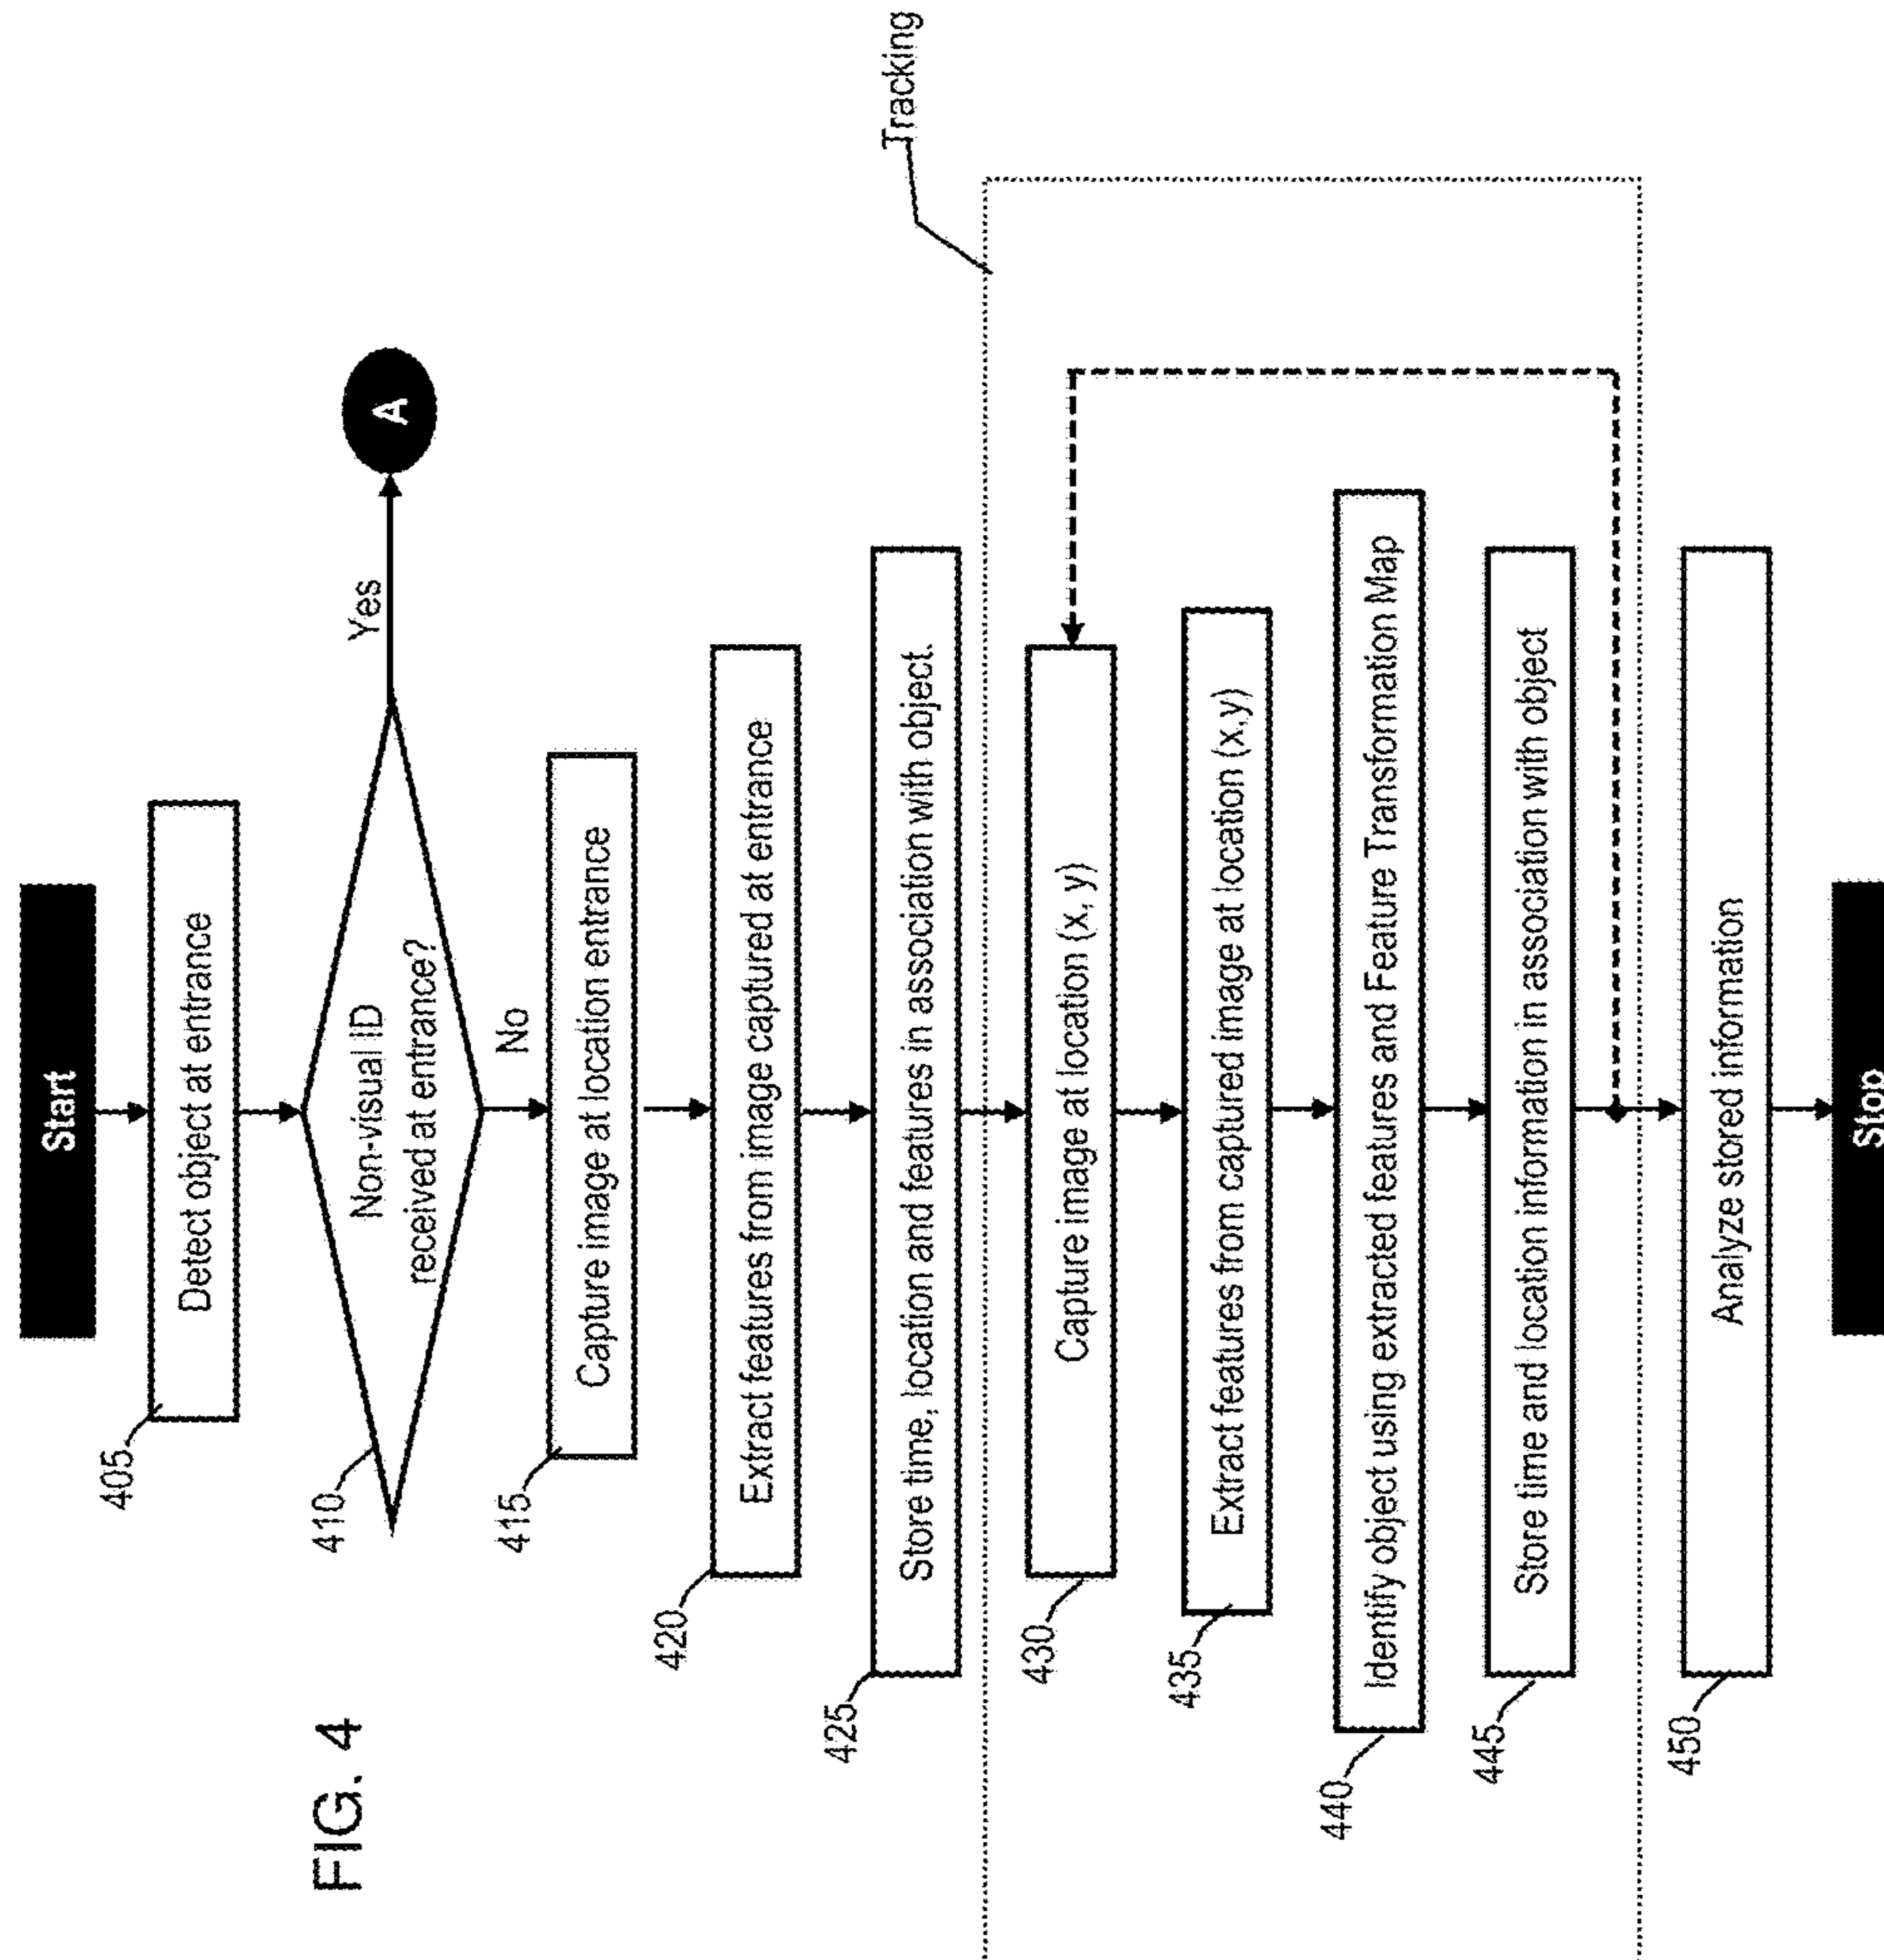 FIG. 4
Start
405
Detect object at entrance
410
Non-visual ID
received at entrance?
Yes
A
No
415
Capture image at location entrance
420
Extract features from image captured at entrance
425
Store time, location and features in association with object.
Tracking
430
Capture image at location (x, y)
435
Extract features from captured image at location (x,y)
440
Identify object using extracted features and Feature Transformation Map
445
Store time and location information in association with object
450
Analyze stored information
Stop